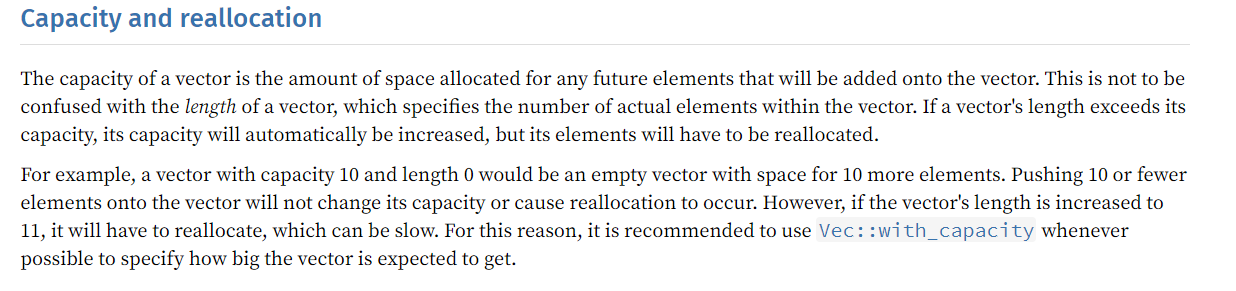 Capacity and reallocation
The capacity of a vector is the amount of space allocated for any future elements that will be added onto the vector. This is not to be
confused with the length of a vector, which specifies the number of actual elements within the vector. If a vector's length exceeds its
capacity, its capacity will automatically be increased, but its elements will have to be reallocated.
For example, a vector with capacity 10 and length 0 would be an empty vector with space for 10 more elements. Pushing 10 or fewer
elements onto the vector will not change its capacity or cause reallocation to occur. However, if the vector's length is increased to
11, it will have to reallocate, which can be slow. For this reason, it is recommended to use Vec::with_capacity whenever
possible to specify how big the vector is expected to get.